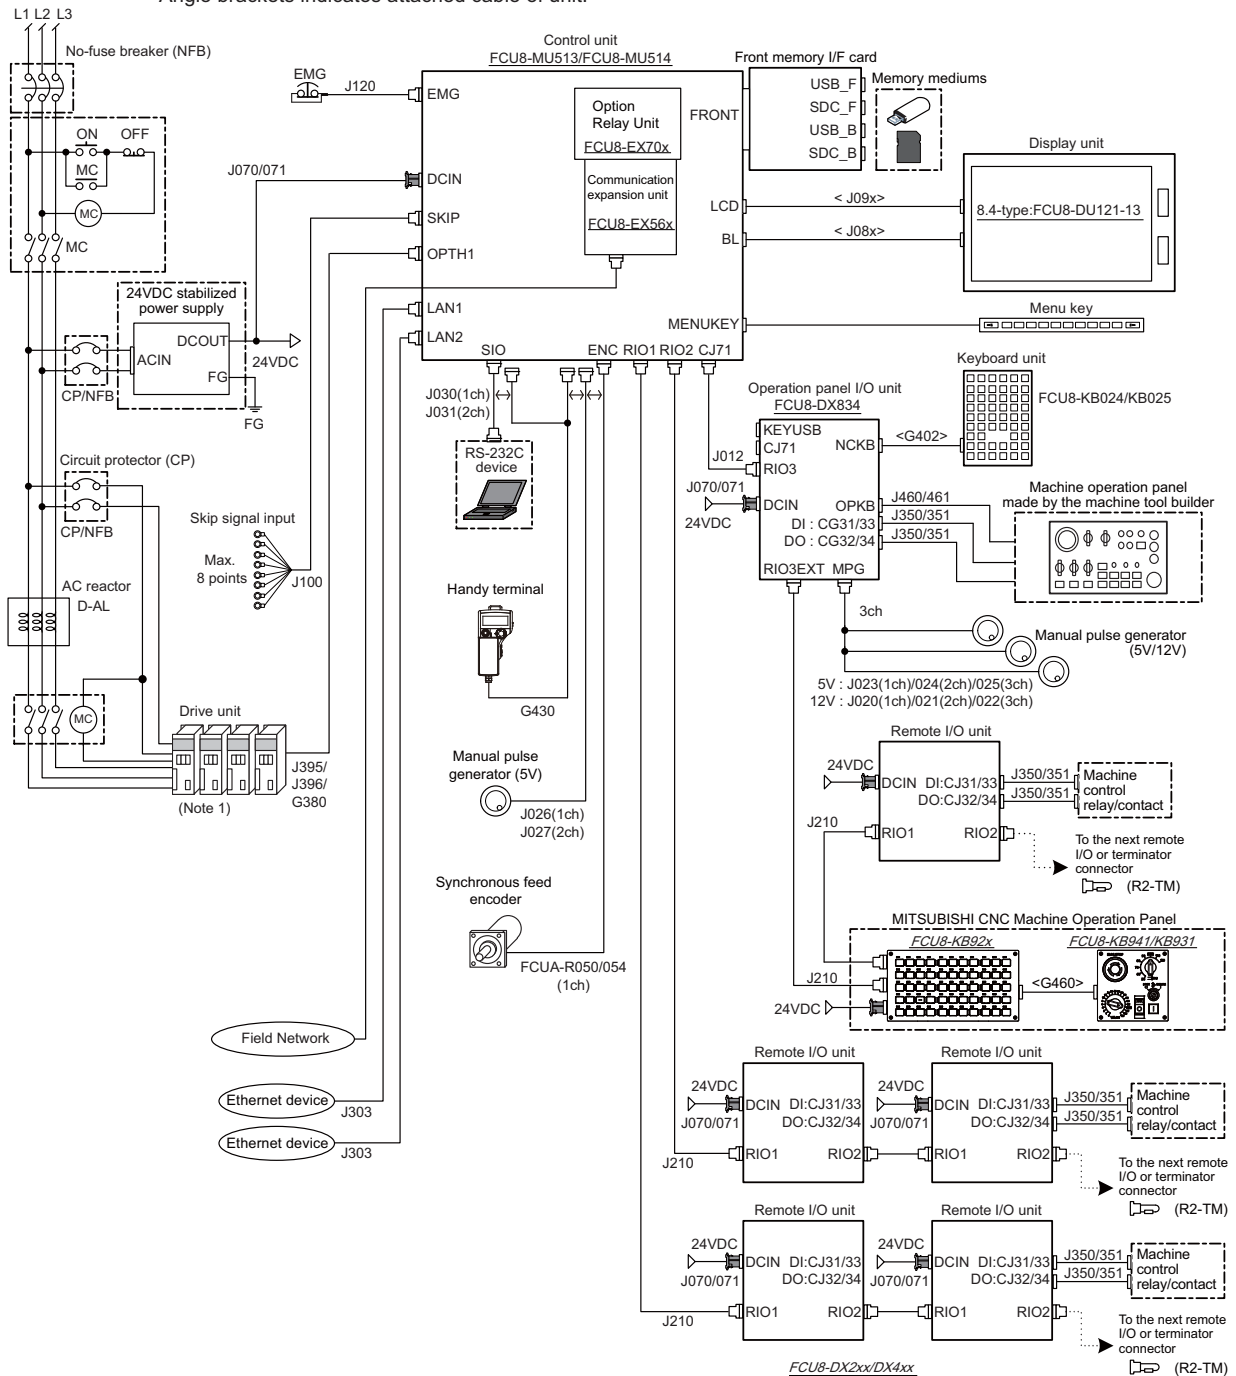 Angle brackets indicates attached cable of unit.
L1 L2 L3
No-fuse breaker (NFB)
ON OFF
MC
MC
MC
24VDC stabilized
power supply
DCOUT
ACIN
FG
24VDC
FG
CP/NFB
Circuit protector (CP)
CP/NFB
AC reactor
D-AL
MC
Drive unit
(Note 1)
J395/
J396/
G380
Skip signal input
Max.
8 points
J100
EMG
J120
J070/071
Control unit
FCU8-MU513/FCU8-MU514
EMG
DCIN
SKIP
OPTH1
LAN1
LAN2
SIO
ENC RIO1 RIO2 CJ71
FRONT
LCD
BL
MENUKEY
Option
Relay Unit
FCU8-EX70x
Communication
expansion unit
FCU8-EX56x
Front memory I/F card
USB_F
SDC_F
USB_B
SDC_B
Memory mediums
Display unit
8.4-type:FCU8-DU121-13
< J09x>
< J08x>
Menu key
Keyboard unit
FCU8-KB024/KB025
Operation panel I/O unit
FCU8-DX834
KEYUSB
CJ71
RIO3
DCIN
NCKB
OPKB
DI : CG31/33
DO : CG32/34
RIO3EXT MPG
J012
J070/071
24VDC
<G402>
J460/461
J350/351
J350/351
Machine operation panel
made by the machine tool builder
3ch
Manual pulse generator
(5V/12V)
5V : J023(1ch)/024(2ch)/025(3ch)
12V : J020(1ch)/021(2ch)/022(3ch)
J030(1ch)
J031(2ch)
RS-232C
device
Handy terminal
G430
Manual pulse
generator (5V)
J026(1ch)
J027(2ch)
Synchronous feed
encoder
FCUA-R050/054
(1ch)
Field Network
Ethernet device
J303
Ethernet device
J303
Remote I/O unit
24VDC
DCIN DI:CJ31/33
DO:CJ32/34
RIO1 RIO2
J210
J350/351
J350/351
Machine
control
relay/contact
To the next remote
I/O or terminator
connector
(R2-TM)
MITSUBISHI CNC Machine Operation Panel
FCU8-KB92x
FCU8-KB941/KB931
J210
<G460>
24VDC
Remote I/O unit
Remote I/O unit
24VDC
24VDC
DCIN DI:CJ31/33
DO:CJ32/34
J070/071
RIO1 RIO2
J210
DCIN DI:CJ31/33
DO:CJ32/34
J070/071
RIO1 RIO2
J350/351
J350/351
Machine
control
relay/contact
To the next remote
I/O or terminator
connector
(R2-TM)
Remote I/O unit
Remote I/O unit
24VDC
24VDC
DCIN DI:CJ31/33
DO:CJ32/34
J070/071
RIO1 RIO2
J210
DCIN DI:CJ31/33
DO:CJ32/34
J070/071
RIO1 RIO2
J350/351
J350/351
Machine
control
relay/contact
To the next remote
I/O or terminator
connector
(R2-TM)
FCU8-DX2xx/DX4xx